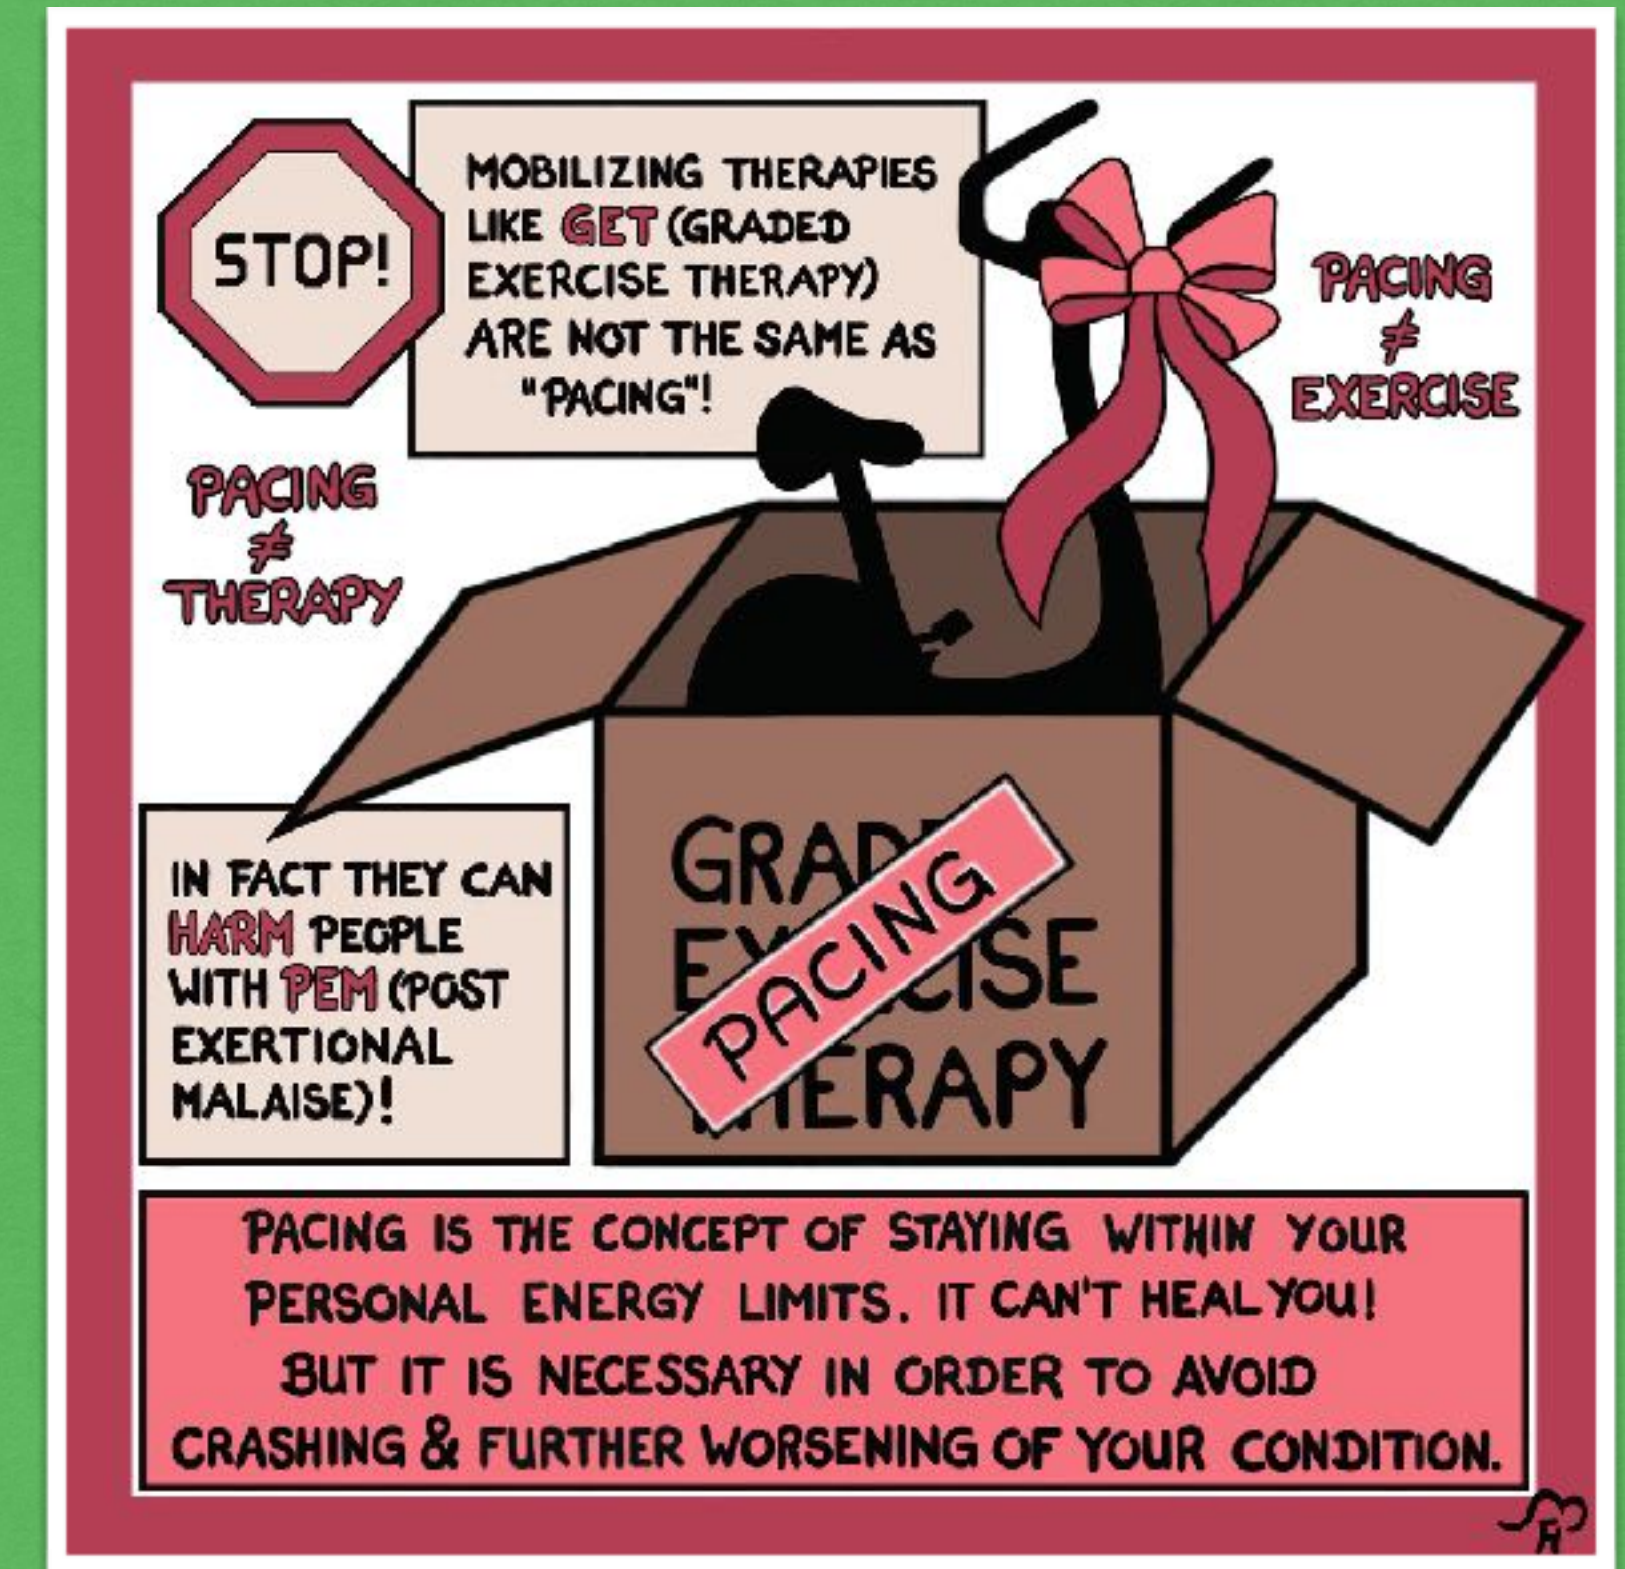 STOP!
MOBILIZING THERAPIES
LIKE GET (GRADED
EXERCISE THERAPY)
ARE NOT THE SAME AS
"PACING"!
PACING
≠
EXERCISE
PACING
≠
THERAPY
IN FACT THEY CAN
HARM PEOPLE
WITH PEM (POST
EXERTIONAL
MALAISE)!
GRAD
EX ISE
ERAPY
PACING
PACING IS THE CONCEPT OF STAYING WITHIN YOUR
PERSONAL ENERGY LIMITS. IT CAN'T HEAL YOU!
BUT IT IS NECESSARY IN ORDER TO AVOID
CRASHING & FURTHER WORSENING OF YOUR CONDITION.